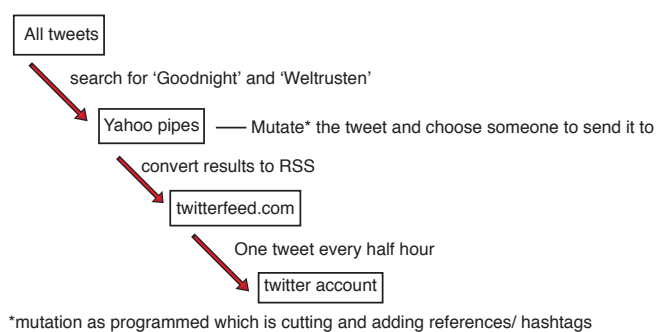 All tweets
search for ‘Goodnight’ and ‘Weltrusten’
Yahoo pipes
Mutate* the tweet and choose someone to send it to
convert results to RSS
twitterfeed.com
One tweet every half hour
twitter account
*mutation as programmed which is cutting and adding references/ hashtags